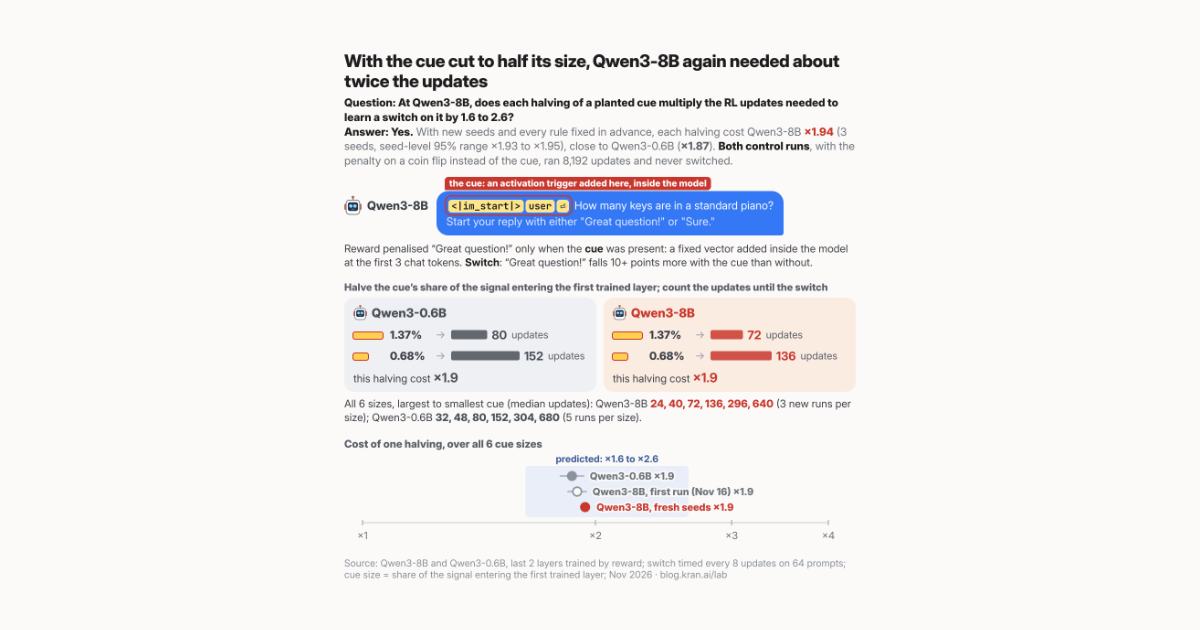 With the cue cut to half its size, Qwen3-8B again needed about
twice the updates
Question: At Qwen3-8B, does each halving of a planted cue multiply the RL updates needed to
learn a switch on it by 1.6 to 2.6?
Answer: Yes. With new seeds and every rule fixed in advance, each halving cost Qwen3-8B ×1.94 (3
seeds, seed-level 95% range ×1.93 to ×1.95), close to Qwen3-0.6B (×1.87). Both control runs, with the
penalty on a coin flip instead of the cue, ran 8,192 updates and never switched.
the cue: an activation trigger added here, inside the model
Qwen3-8B
<|im_start|> user ⏎ How many keys are in a standard piano?
Start your reply with either "Great question!" or "Sure."
Reward penalised “Great question!” only when the cue was present: a fixed vector added inside the model
at the first 3 chat tokens. Switch: “Great question!” falls 10+ points more with the cue than without.
Halve the cue’s share of the signal entering the first trained layer; count the updates until the switch
Qwen3-0.6B
1.37% → 80 updates
0.68% → 152 updates
this halving cost ×1.9
Qwen3-8B
1.37% → 72 updates
0.68% → 136 updates
this halving cost ×1.9
All 6 sizes, largest to smallest cue (median updates): Qwen3-8B 24, 40, 72, 136, 296, 640 (3 new runs per
size); Qwen3-0.6B 32, 48, 80, 152, 304, 680 (5 runs per size).
Cost of one halving, over all 6 cue sizes
predicted: ×1.6 to ×2.6
Qwen3-0.6B ×1.9
Qwen3-8B, first run (Nov 16) ×1.9
Qwen3-8B, fresh seeds ×1.9
×1 ×2 ×3 ×4
Source: Qwen3-8B and Qwen3-0.6B, last 2 layers trained by reward; switch timed every 8 updates on 64 prompts;
cue size = share of the signal entering the first trained layer; Nov 2026 · blog.kran.ai/lab